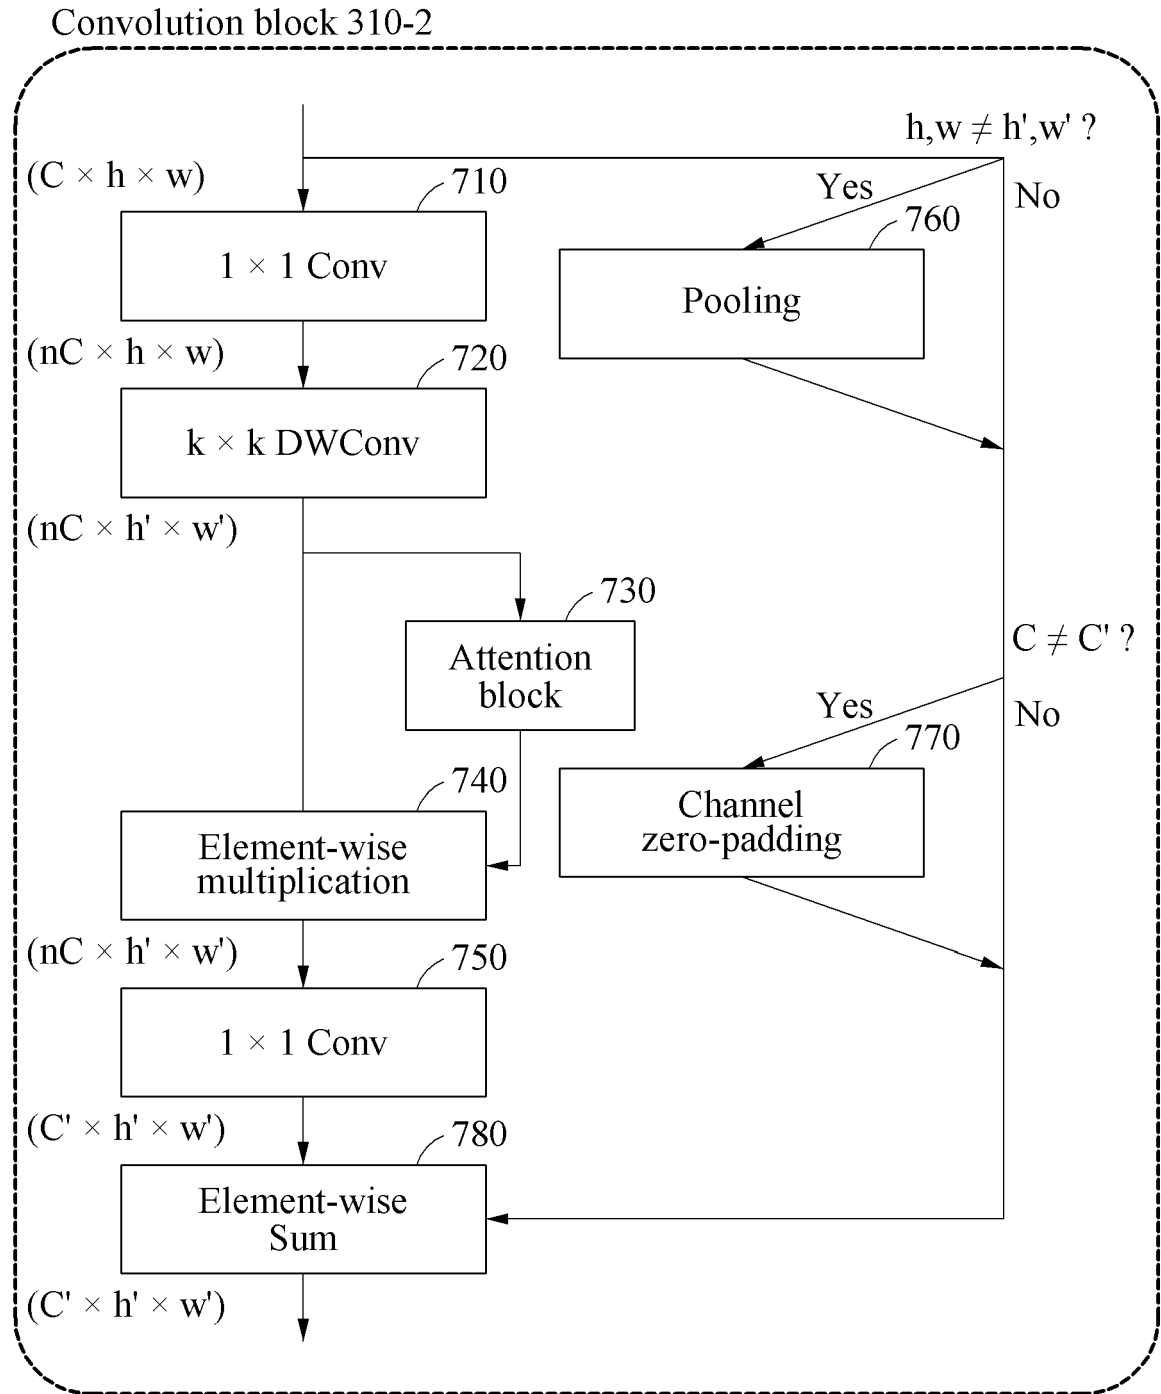 Convolution block 310-2
h,w ≠ h',w' ?
(C × h × w)
710
Yes
No
760
1 × 1 Conv
Pooling
(nC × h × w)
720
k × k DWConv
(nC × h' × w')
730
Attention
block
C ≠ C' ?
Yes
No
770
740
Channel
zero-padding
Element-wise
multiplication
(nC × h' × w')
750
1 × 1 Conv
(C' × h' × w')
780
Element-wise
Sum
(C' × h' × w')